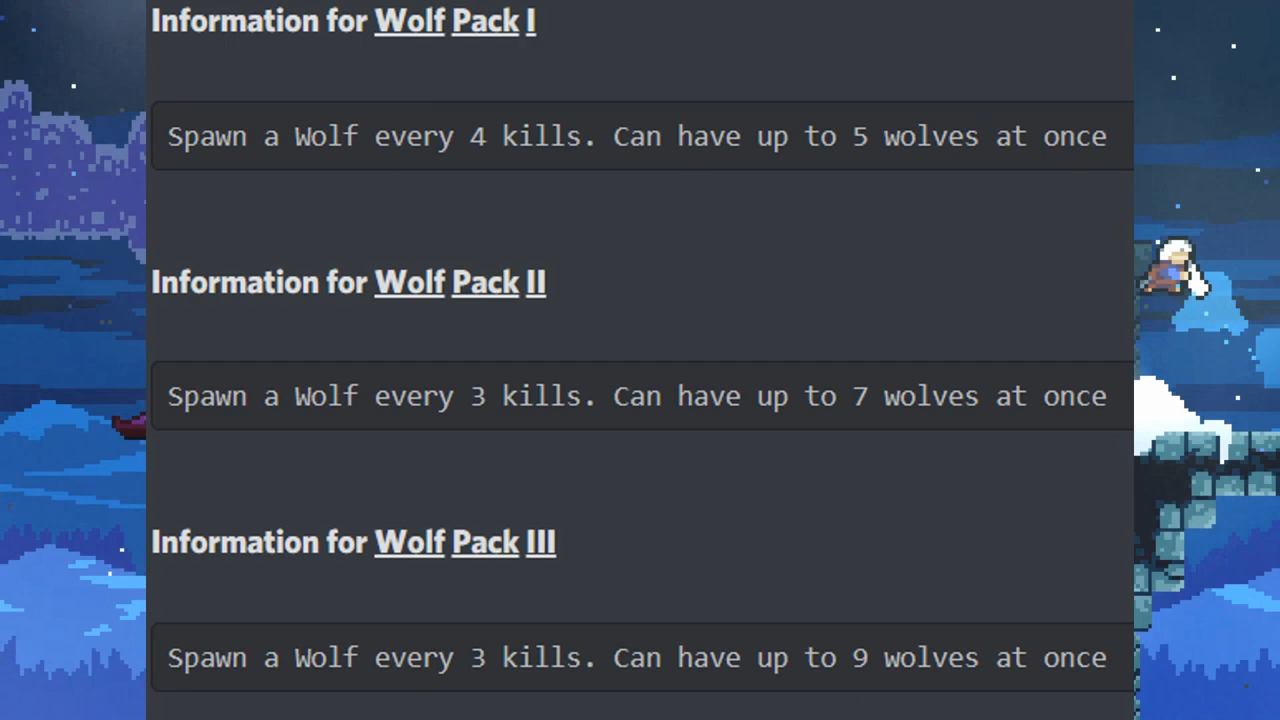 Information for Wolf Pack I
Spawn a Wolf every 4 kills. Can have up to 5 wolves at once
Information for Wolf Pack II
Spawn a Wolf every 3 kills. Can have up to 7 wolves at once
Information for Wolf Pack III
Spawn a Wolf every 3 kills. Can have up to 9 wolves at once